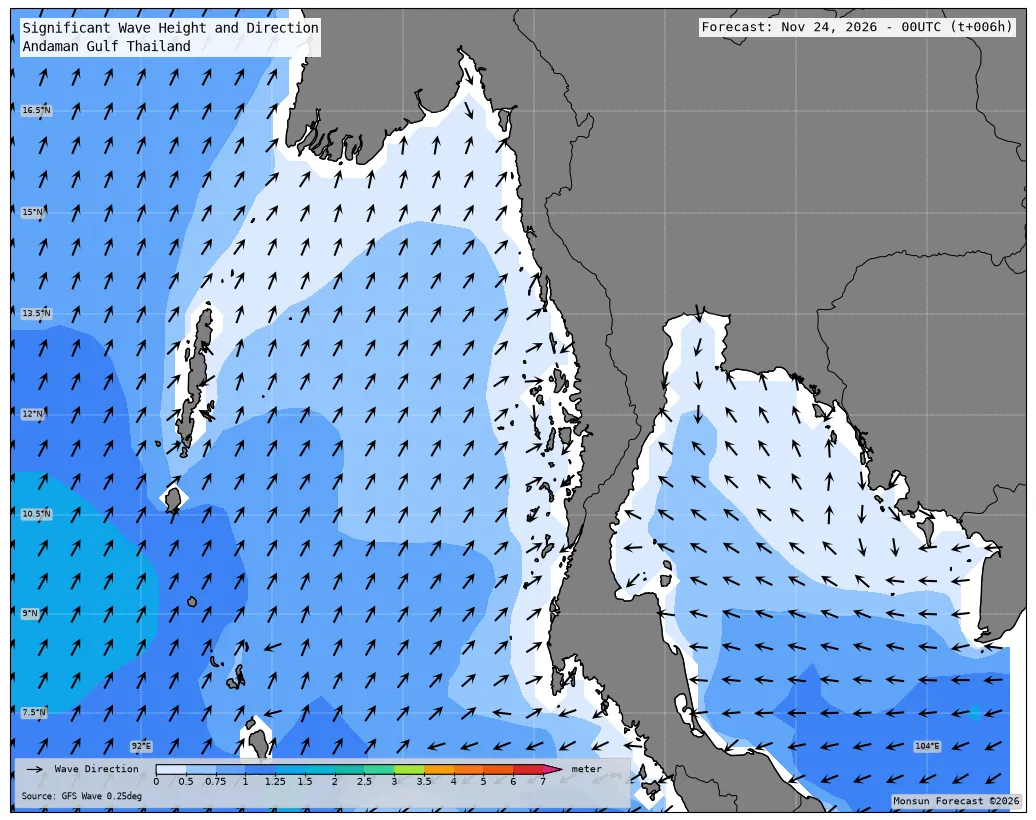 Significant Wave Height and Direction
Andaman Gulf Thailand
Forecast: Nov 24, 2026 - 00UTC (t+006h)
16.5°N
15°N
13.5°N
12°N
10.5°N
9°N
7.5°N
92°E
104°E
Wave Direction
meter
0 0.5 0.75 1 1.25 1.5 2 2.5 3 3.5 4 5 6 7
Source: GFS Wave 0.25deg
Monsun Forecast ©2026